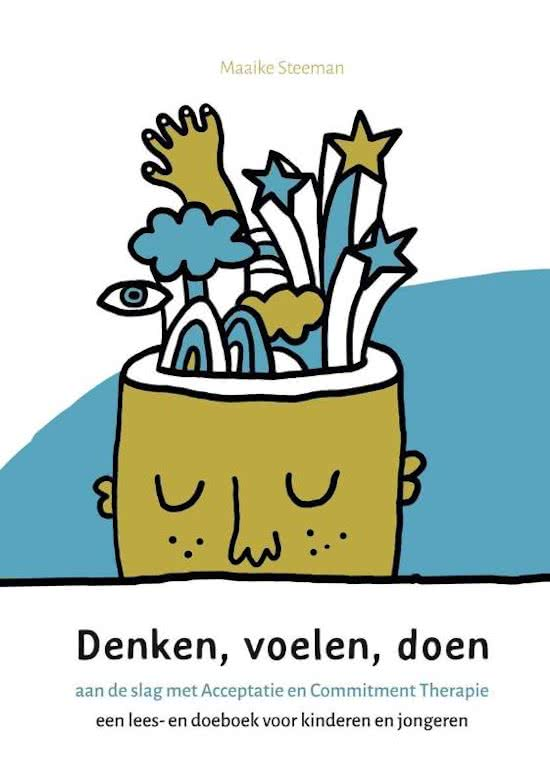 Maaike Steeman
Denken, voelen, doen
aan de slag met Acceptatie en Commitment Therapie
een lees- en doeboek voor kinderen en jongeren